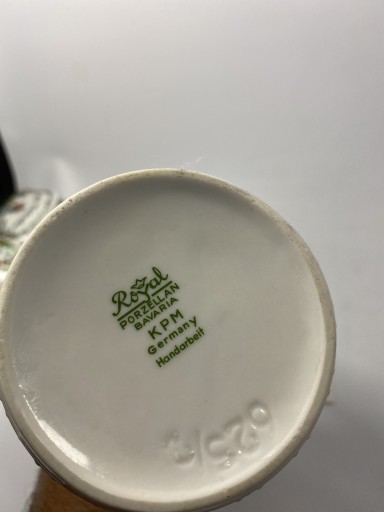 Royal
PORZELLAN
BAVARIA
KPM
Germany
Handarbeit